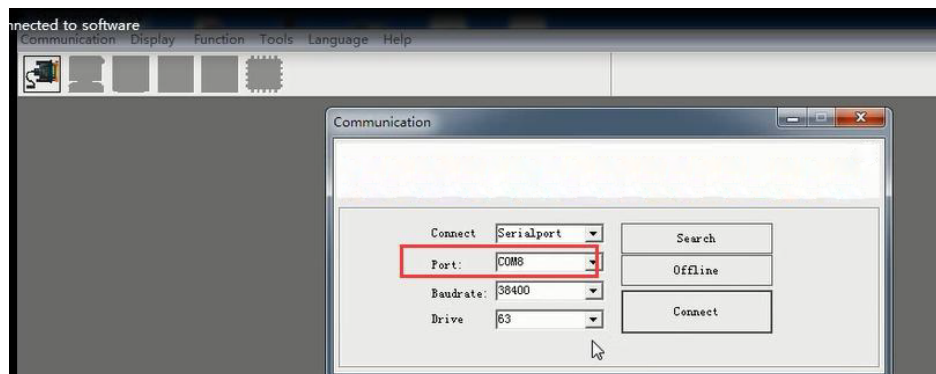 nnected to software
Communication Display Function Tools Language Help
Communication
Connect Serialport
Search
Port: COM8
Offline
Baudrate: 38400
Connect
Drive 63